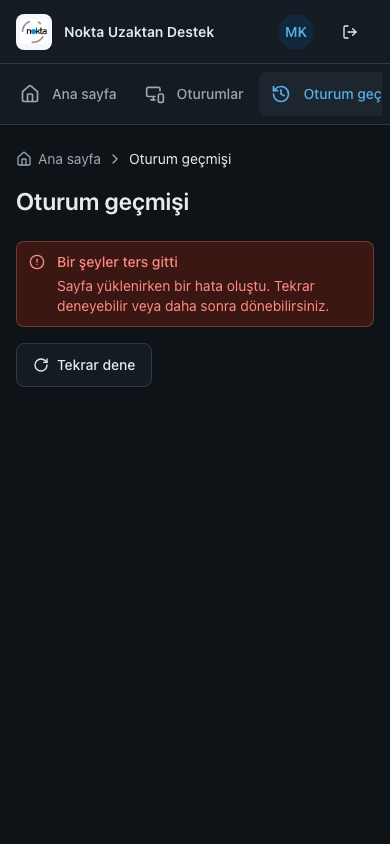 nokta
Nokta Uzaktan Destek
MK
Ana sayfa
Oturumlar
Oturum geç
Ana sayfa
Oturum geçmişi
Oturum geçmişi
Bir şeyler ters gitti
Sayfa yüklenirken bir hata oluştu. Tekrar
deneyebilir veya daha sonra dönebilirsiniz.
Tekrar dene